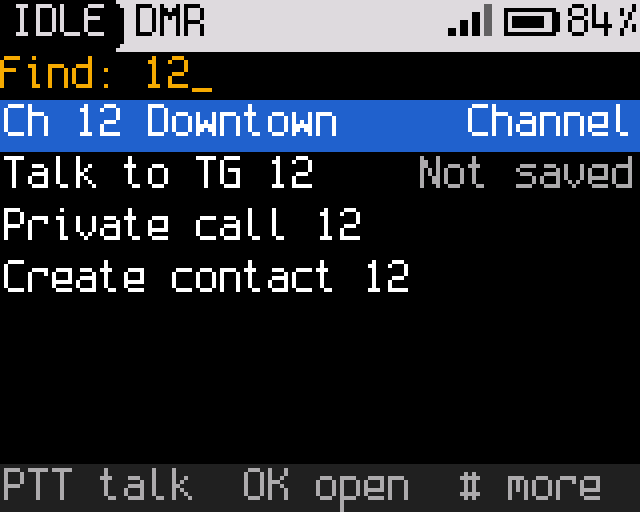 IDLE DMR 84%
Find: 12_
Ch 12 Downtown Channel
Talk to TG 12 Not saved
Private call 12
Create contact 12
PTT talk OK open # more